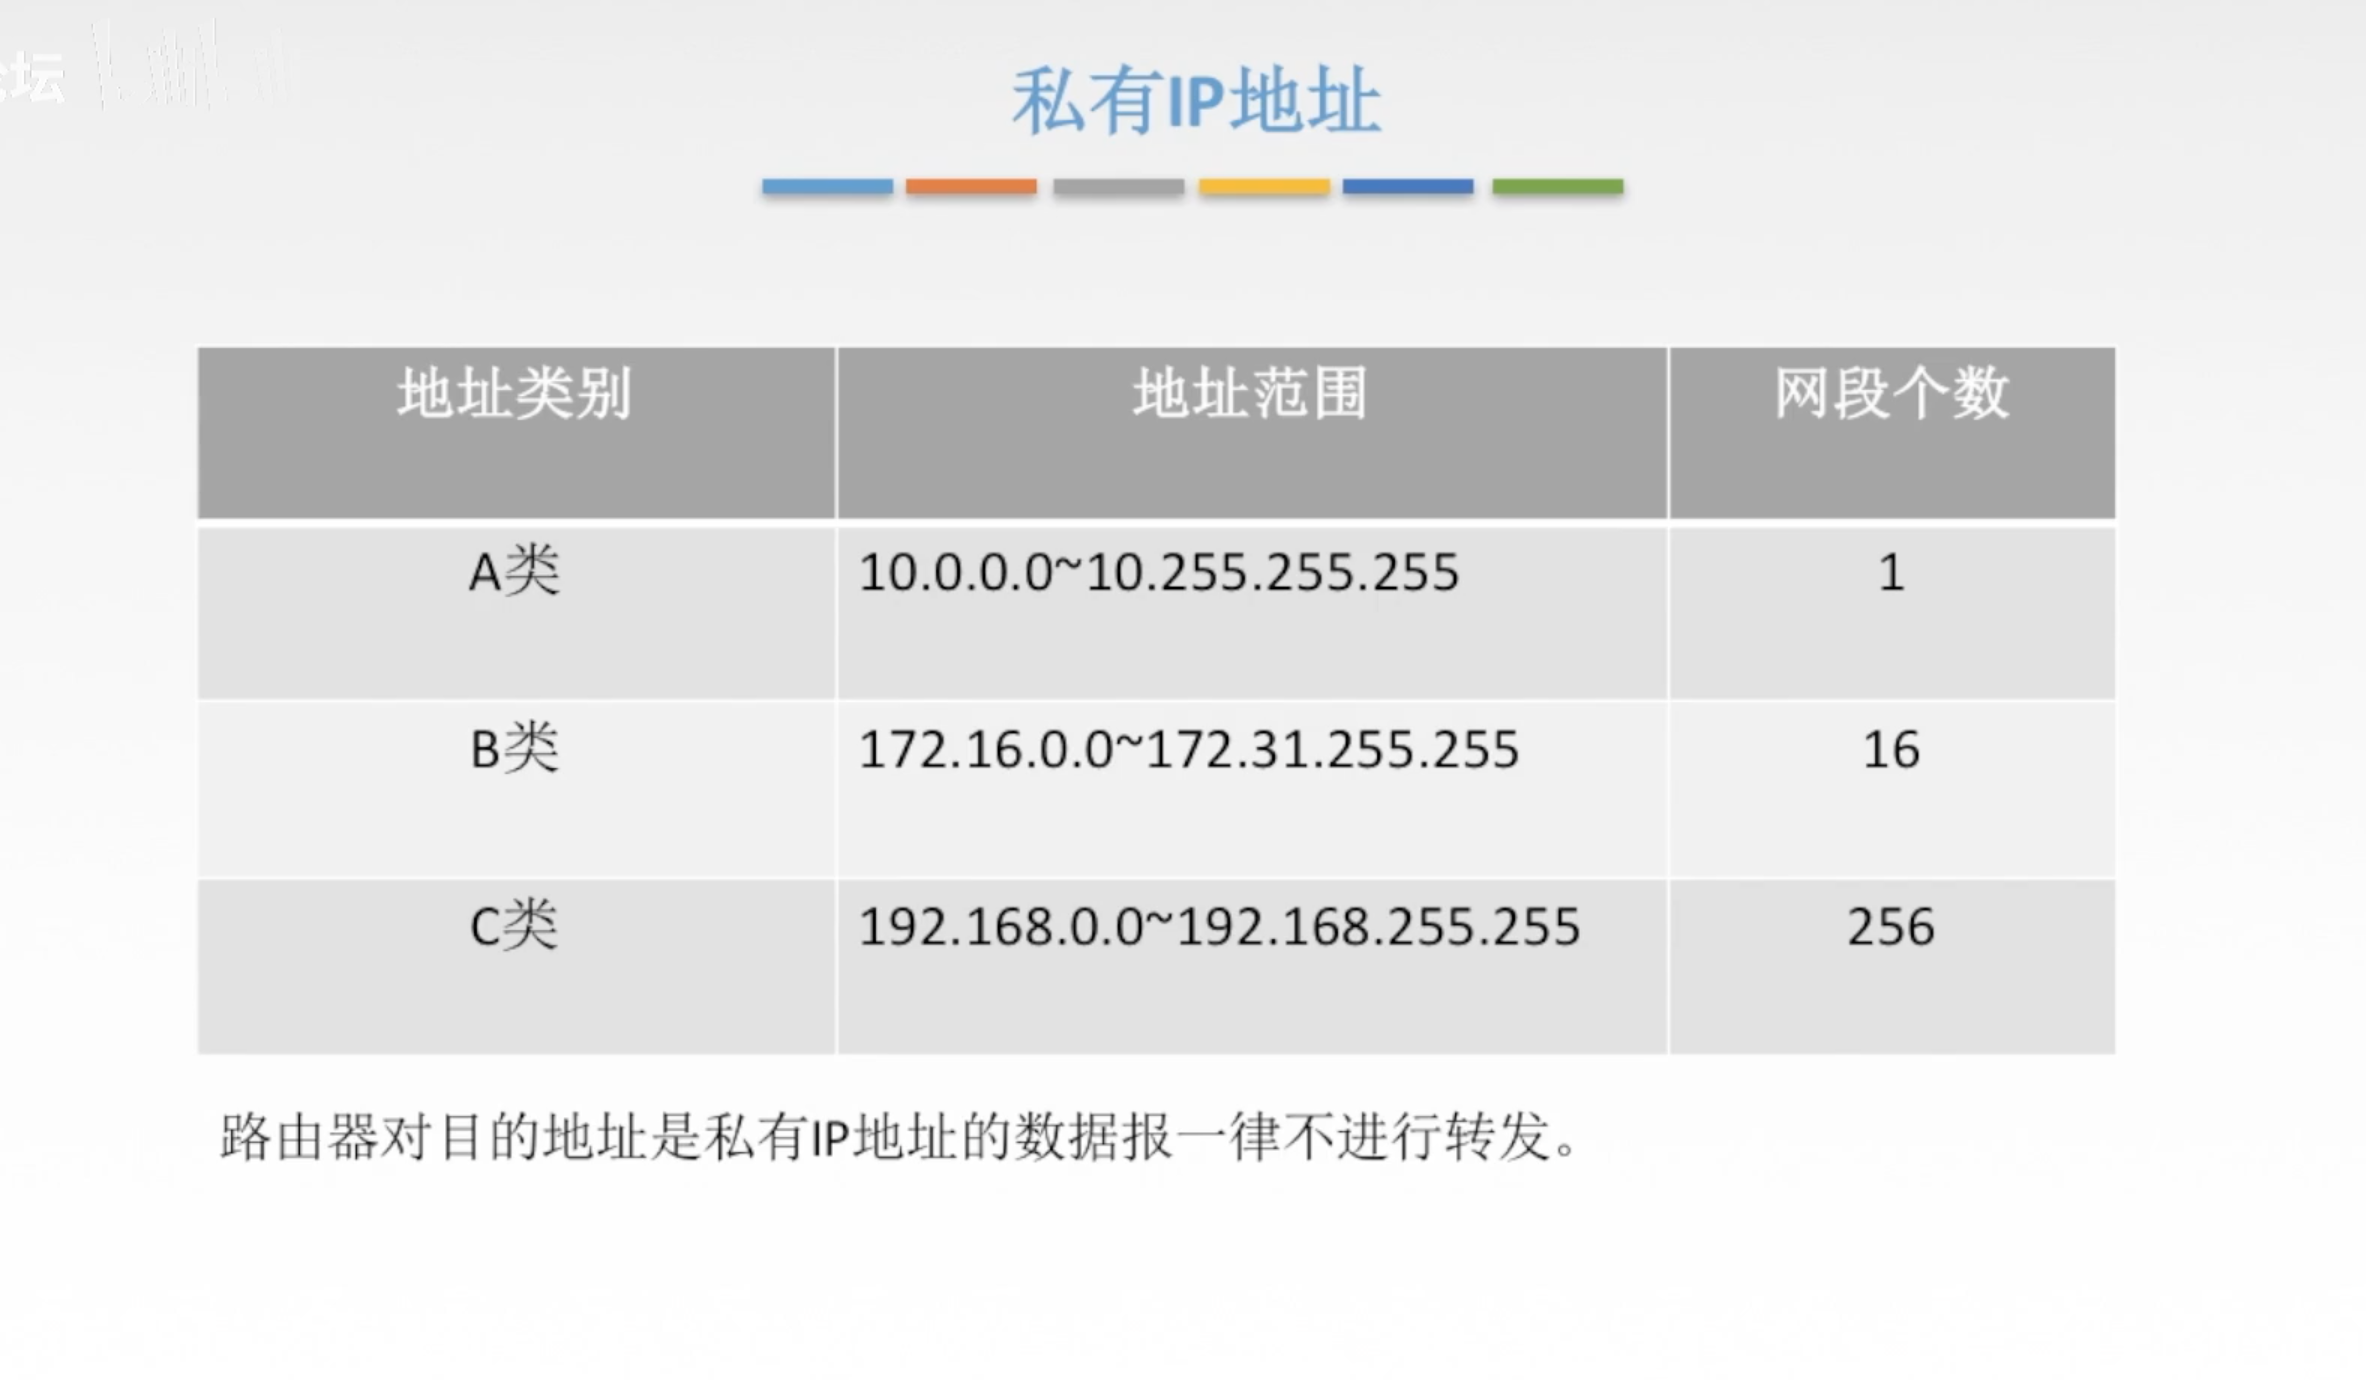 坛
私有IP地址
地址类别 地址范围 网段个数
A类 10.0.0.0~10.255.255.255 1
B类 172.16.0.0~172.31.255.255 16
C类 192.168.0.0~192.168.255.255 256
路由器对目的地址是私有IP地址的数据报一律不进行转发。